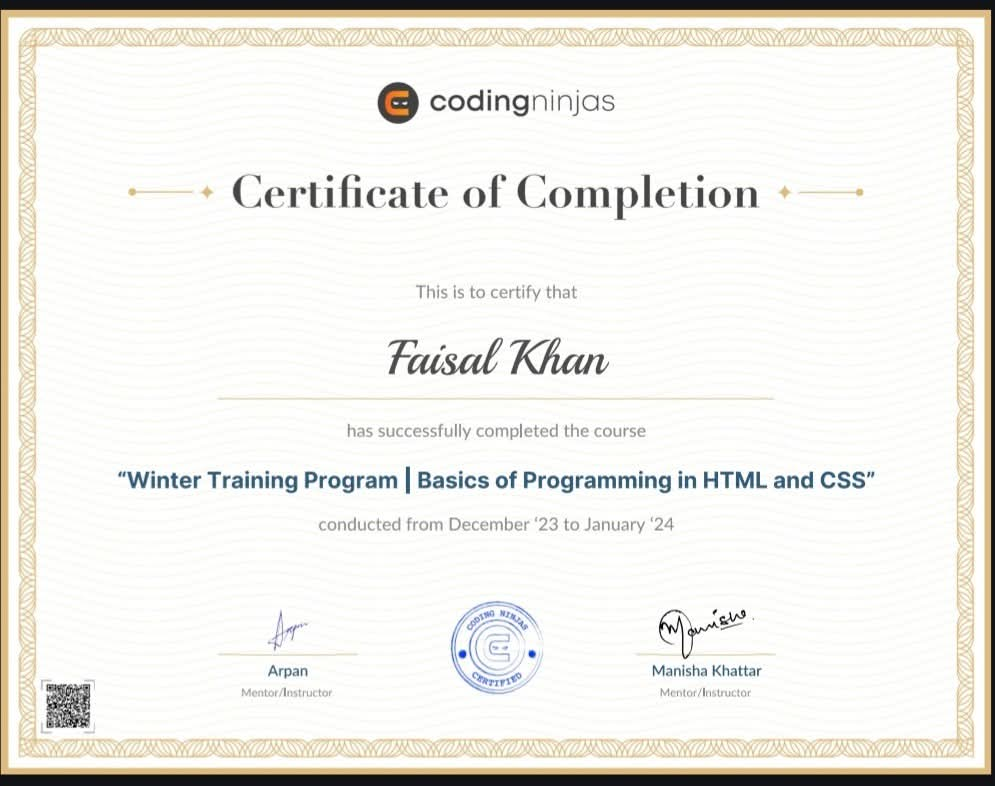 codingninjas
Certificate of Completion
This is to certify that
Faisal Khan
has successfully completed the course
“Winter Training Program | Basics of Programming in HTML and CSS”
conducted from December ‘23 to January ‘24
Arpan
Manisha
CODING NINJAS
CERTIFIED
Arpan
Mentor/Instructor
Manisha Khattar
Mentor/Instructor